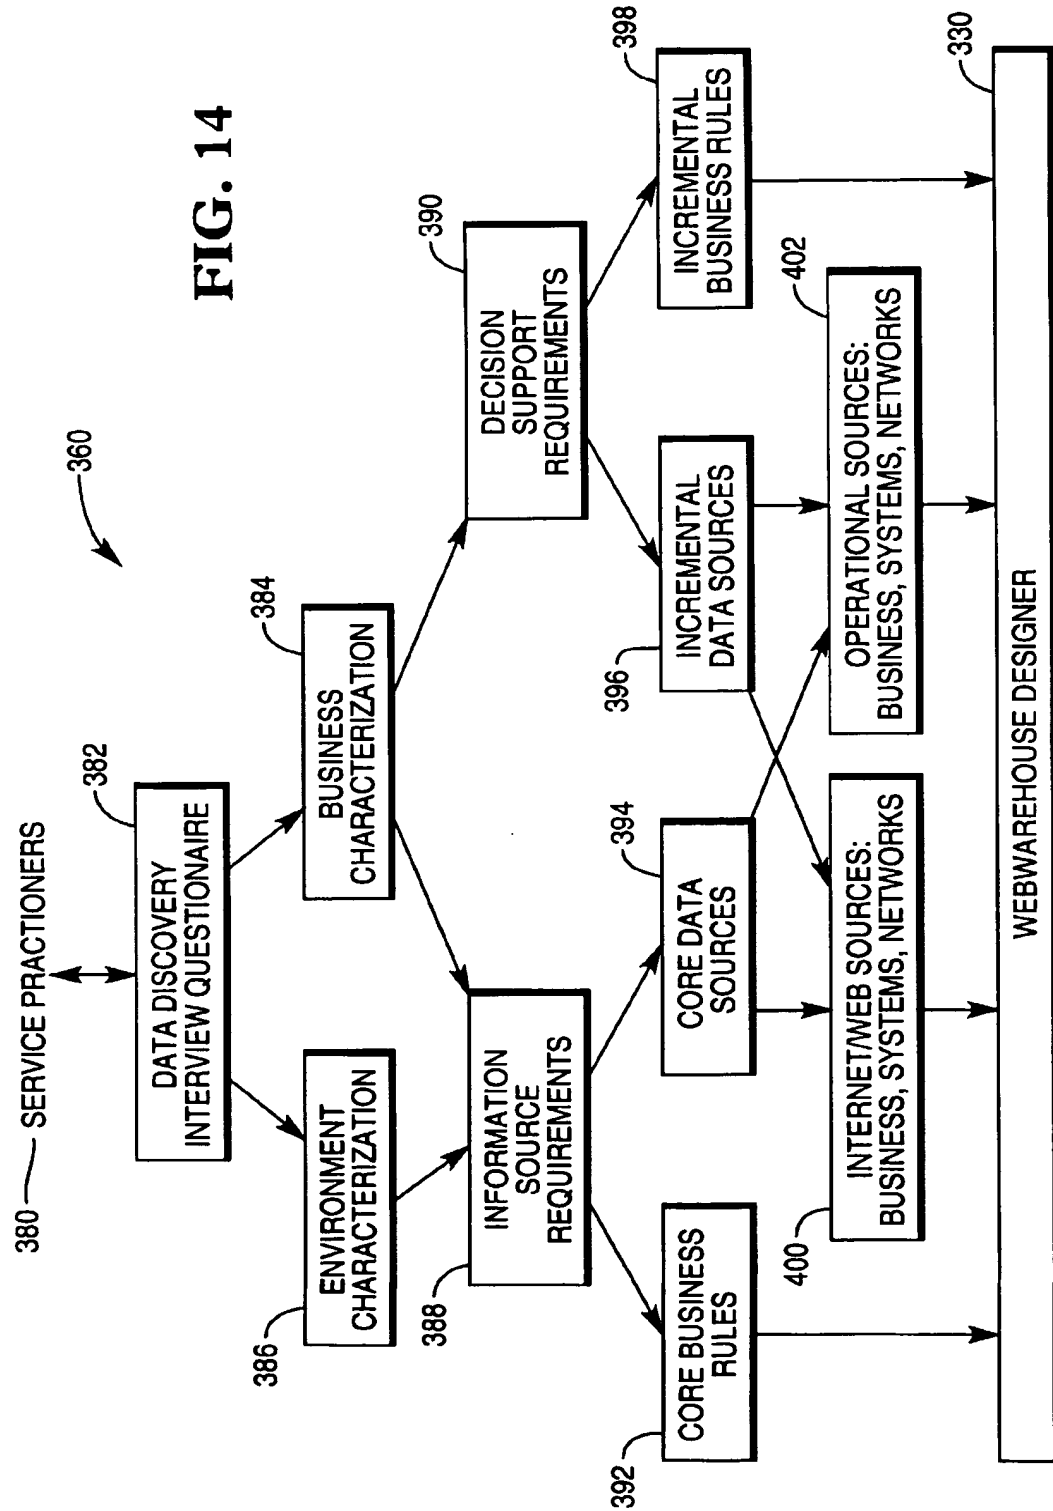 FIG. 14
360
380
SERVICE PRACTIONERS
382
DATA DISCOVERY
INTERVIEW QUESTIONAIRE
384
BUSINESS
CHARACTERIZATION
386
ENVIRONMENT
CHARACTERIZATION
388
INFORMATION
SOURCE
REQUIREMENTS
390
DECISION
SUPPORT
REQUIREMENTS
392
CORE BUSINESS
RULES
394
CORE DATA
SOURCES
396
INCREMENTAL
DATA SOURCES
398
INCREMENTAL
BUSINESS RULES
400
INTERNET/WEB SOURCES:
BUSINESS, SYSTEMS, NETWORKS
402
OPERATIONAL SOURCES:
BUSINESS, SYSTEMS, NETWORKS
330
WEBWAREHOUSE DESIGNER